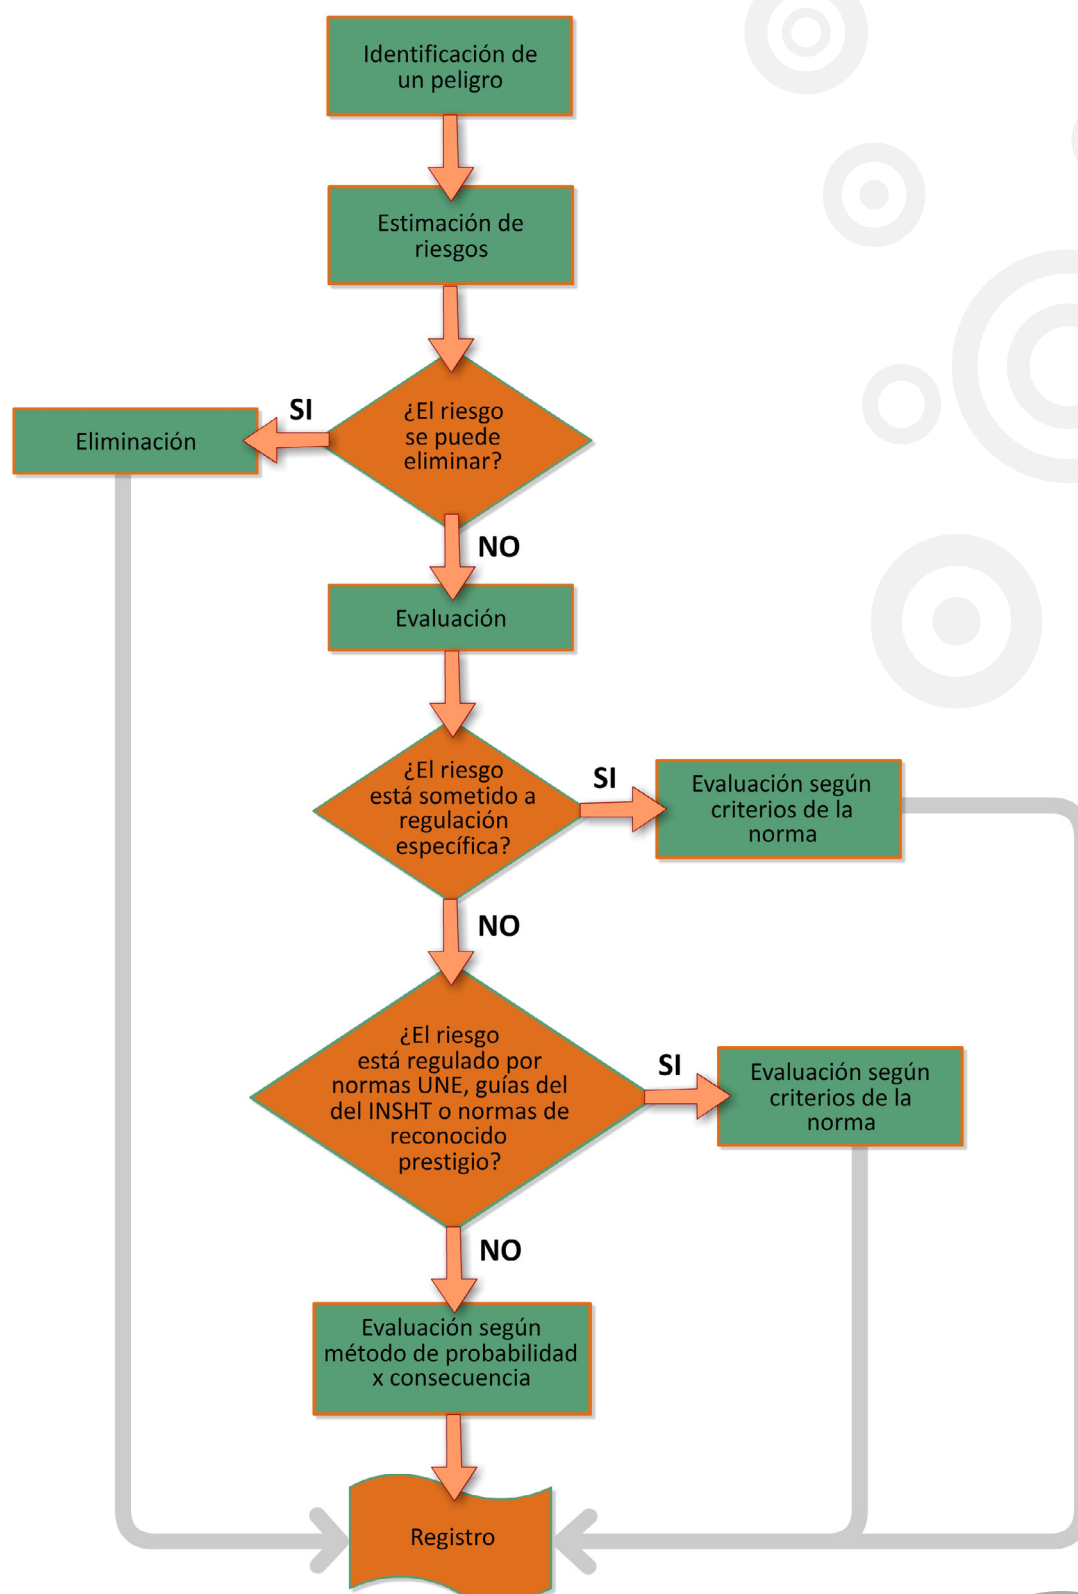 Identificación de
un peligro
Estimación de
riesgos
¿El riesgo
se puede
eliminar?
SI
Eliminación
NO
Evaluación
¿El riesgo
está sometido a
regulación
específica?
SI
Evaluación según
criterios de la
norma
NO
¿El riesgo
está regulado por
normas UNE, guías del
del INSHT o normas de
reconocido
prestigio?
SI
Evaluación según
criterios de la
norma
NO
Evaluación según
método de probabilidad
x consecuencia
Registro